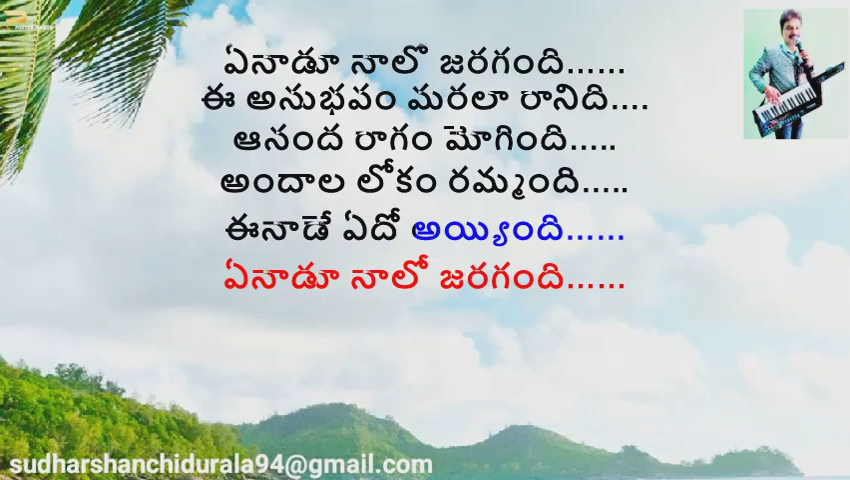 ఏనాడూ నాలో జరగంది......
ఈ అనుభవం మరలా రానిది....
ఆనంద రాగం మోగింది.....
అందాల లోకం రమ్మంది.....
ఈనాడే ఏదో అయ్యింది......
ఏనాడూ నాలో జరగంది......
sudharshanchidurala94@gmail.com